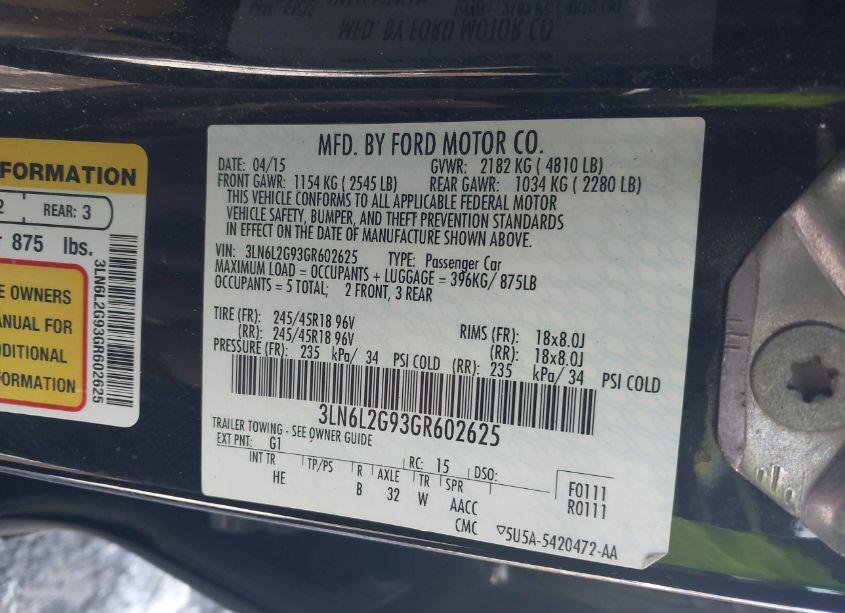 MFD. BY FORD MOTOR CO.
FORMATION
2 REAR: 3
875 lbs.
E OWNERS
ANUAL FOR
DDITIONAL
FORMATION
3LN6L2G93GR602625
MFD. BY FORD MOTOR CO.
DATE: 04/15 GVWR: 2182 KG ( 4810 LB)
FRONT GAWR: 1154 KG ( 2545 LB) REAR GAWR: 1034 KG ( 2280 LB)
THIS VEHICLE CONFORMS TO ALL APPLICABLE FEDERAL MOTOR
VEHICLE SAFETY, BUMPER, AND THEFT PREVENTION STANDARDS
IN EFFECT ON THE DATE OF MANUFACTURE SHOWN ABOVE.
VIN: 3LN6L2G93GR602625 TYPE: Passenger Car
MAXIMUM LOAD = OCCUPANTS + LUGGAGE = 396KG/ 875LB
OCCUPANTS = 5 TOTAL; 2 FRONT, 3 REAR
TIRE (FR): 245/45R18 96V RIMS (FR): 18x8.0J
(RR): 245/45R18 96V (RR): 18x8.0J
PRESSURE (FR): 235 kPa/ 34 PSI COLD (RR): 235 kPa/ 34 PSI COLD
3LN6L2G93GR602625
TRAILER TOWING - SEE OWNER GUIDE
EXT PNT: G1 RC: 15 DSO:
INT TR TP/PS R AXLE TR SPR F0111
HE B 32 W AACC R0111
CMC ▽5U5A-5420472-AA